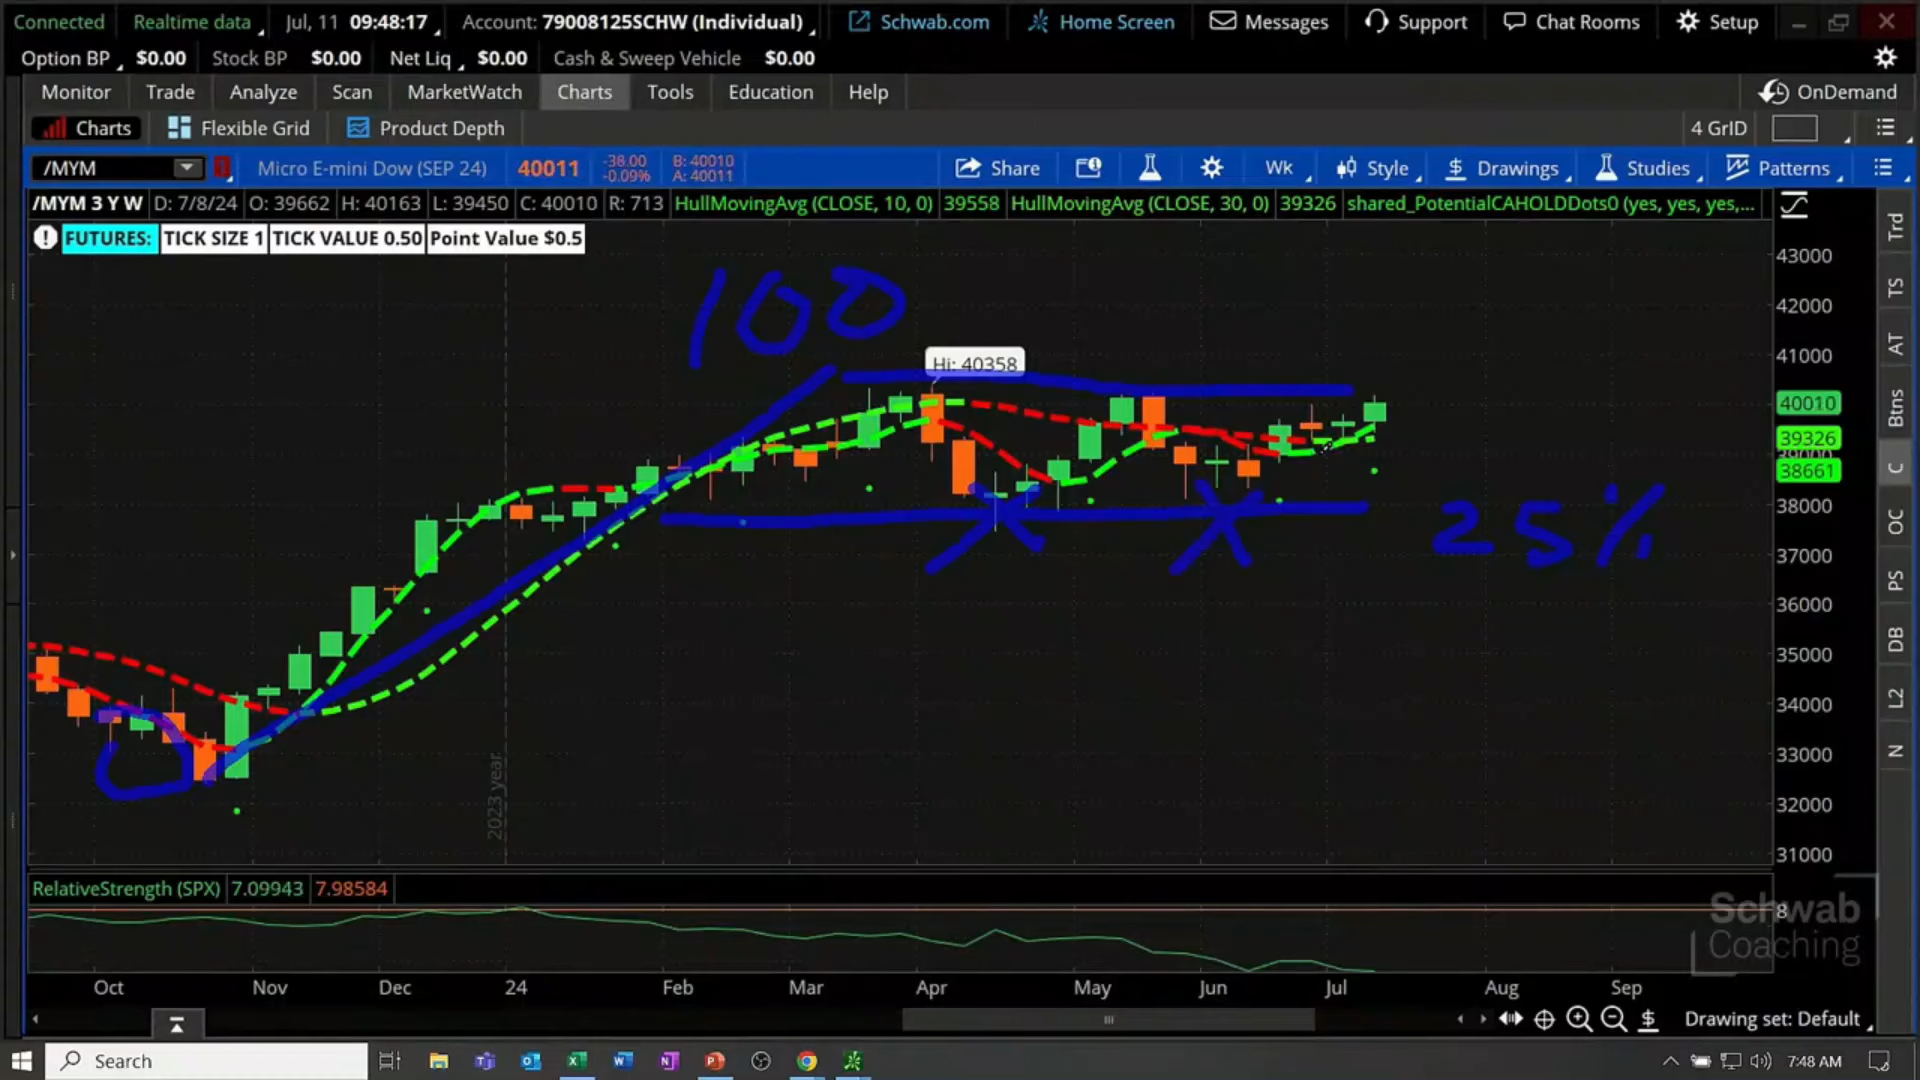 Connected Realtime data Jul, 11 09:48:17 Account: 79008125SCHW (Individual) Schwab.com Home Screen Messages Support Chat Rooms Setup
Option BP $0.00 Stock BP $0.00 Net Liq $0.00 Cash & Sweep Vehicle $0.00
Monitor Trade Analyze Scan MarketWatch Charts Tools Education Help OnDemand
Charts Flexible Grid Product Depth 4 GrID
/MYM Micro E-mini Dow (SEP 24) 40011 -38.00 B: 40010 Share Wk Style $ Drawings Studies Patterns
-0.09% A: 40011
/MYM 3 Y W D: 7/8/24 O: 39662 H: 40163 L: 39450 C: 40010 R: 713 HullMovingAvg (CLOSE, 10, 0) 39558 HullMovingAvg (CLOSE, 30, 0) 39326 shared_PotentialCAHOLDDots0 (yes, yes, yes,...
FUTURES: TICK SIZE 1 TICK VALUE 0.50 Point Value $0.5
43000
100
42000
Hi: 40358
41000
40010
39326
38661
38000
25%
37000
36000
35000
34000
33000
2023 year
32000
31000
Trd
TS
AT
Btns
C
OC
PS
DB
L2
N
RelativeStrength (SPX) 7.09943 7.98584
8
Schwab
Coaching
Oct Nov Dec 24 Feb Mar Apr May Jun Jul Aug Sep
$ Drawing set: Default
Search 7:48 AM